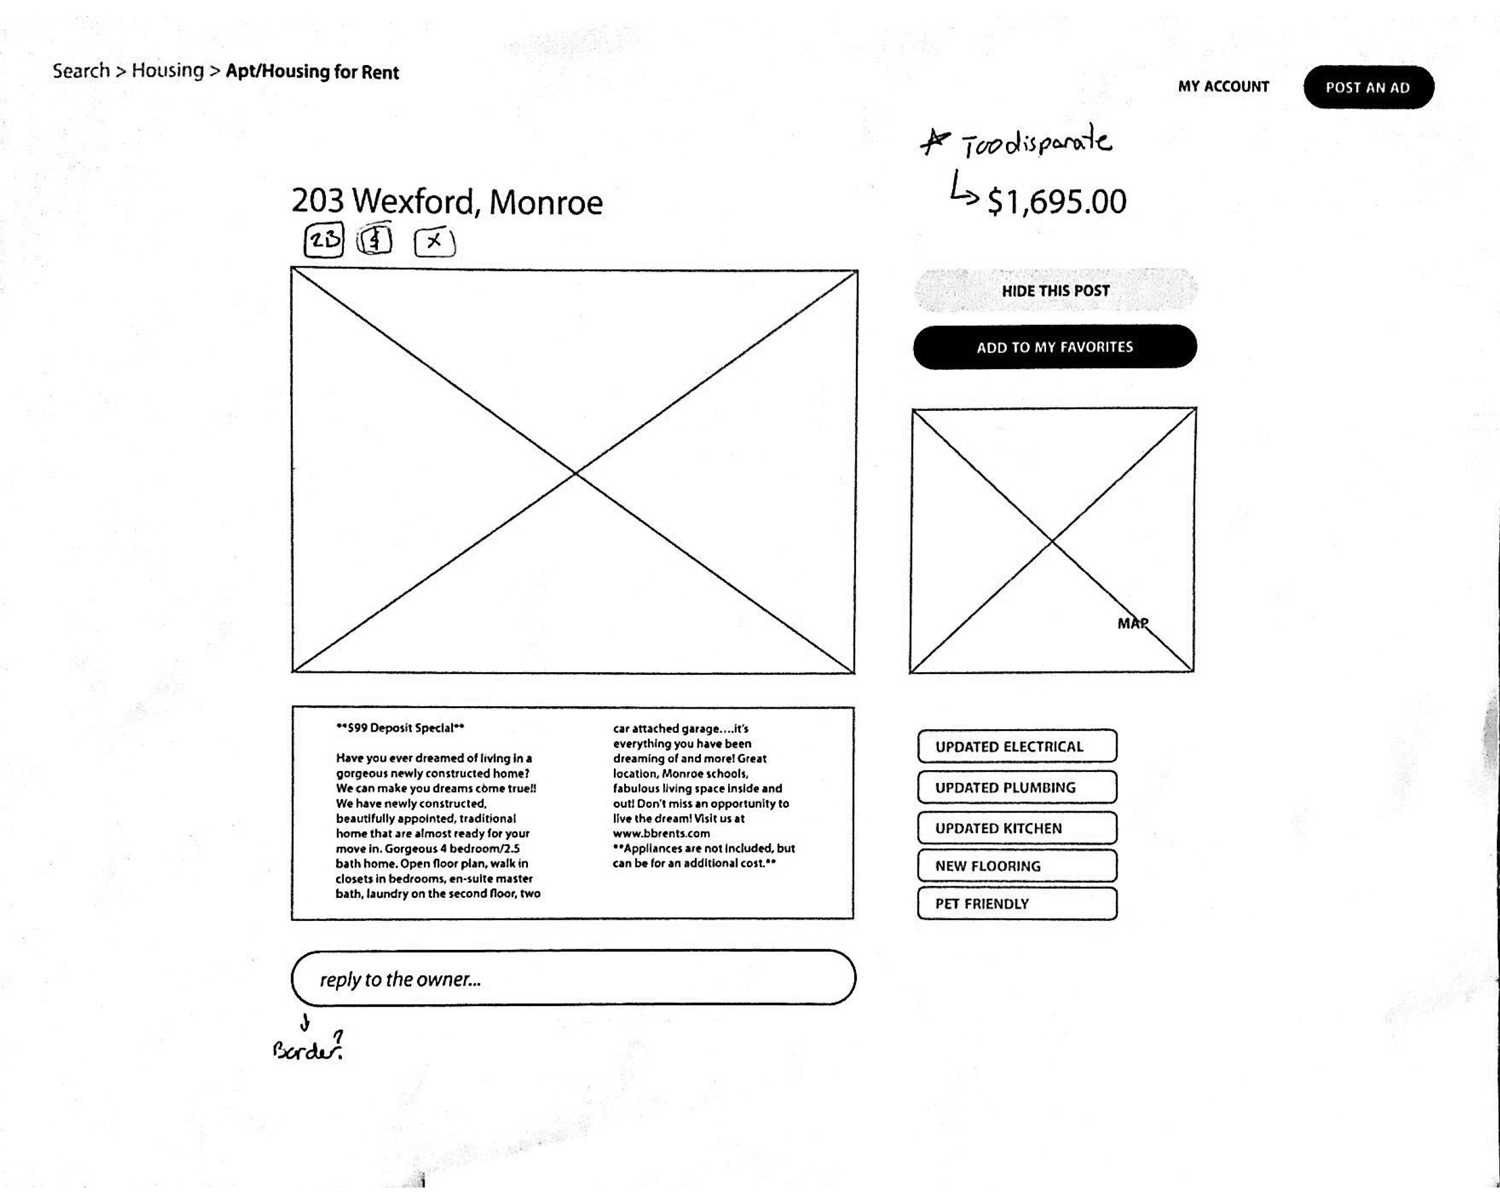 Search > Housing > Apt/Housing for Rent
MY ACCOUNT
POST AN AD
Too disparate
203 Wexford, Monroe
$1,695.00
2B $ X
HIDE THIS POST
ADD TO MY FAVORITES
MAP
**$99 Deposit Special**
Have you ever dreamed of living in a
gorgeous newly constructed home?
We can make you dreams come true!!
We have newly constructed,
beautifully appointed, traditional
home that are almost ready for your
move in. Gorgeous 4 bedroom/2.5
bath home. Open floor plan, walk in
closets in bedrooms, en-suite master
bath, laundry on the second floor, two
car attached garage....it's
everything you have been
dreaming of and more! Great
location, Monroe schools,
fabulous living space inside and
out! Don't miss an opportunity to
live the dream! Visit us at
www.bbrents.com
**Appliances are not included, but
can be for an additional cost.**
UPDATED ELECTRICAL
UPDATED PLUMBING
UPDATED KITCHEN
NEW FLOORING
PET FRIENDLY
reply to the owner...
Border?